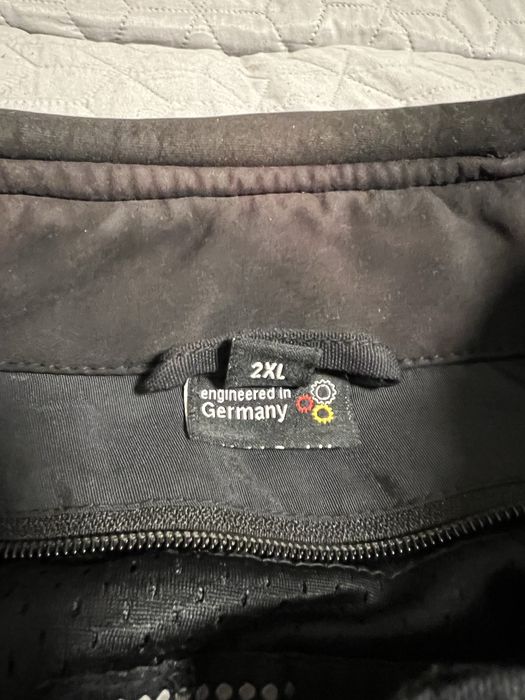 2XL
engineered in
Germany